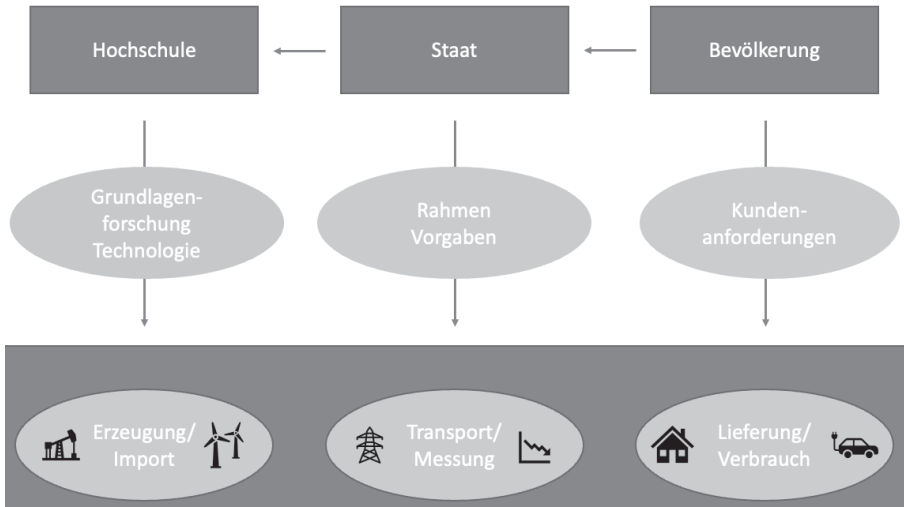 Hochschule
Staat
Bevölkerung
Grundlagen-
forschung
Technologie
Rahmen
Vorgaben
Kunden-
anforderungen
Erzeugung/
Import
Transport/
Messung
Lieferung/
Verbrauch